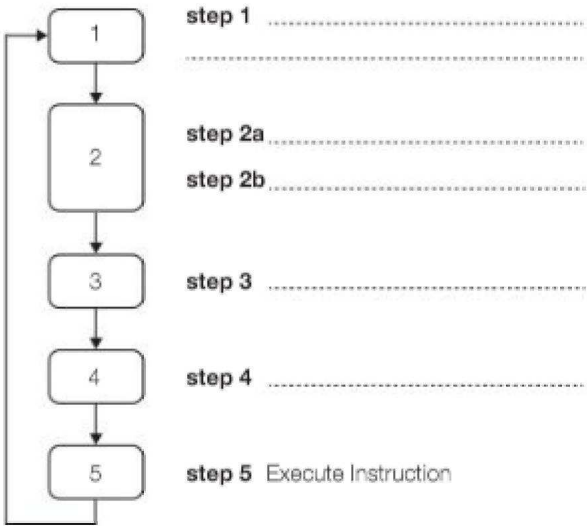 1
step 1
2
step 2a
step 2b
3
step 3
4
step 4
5
step 5 Execute Instruction